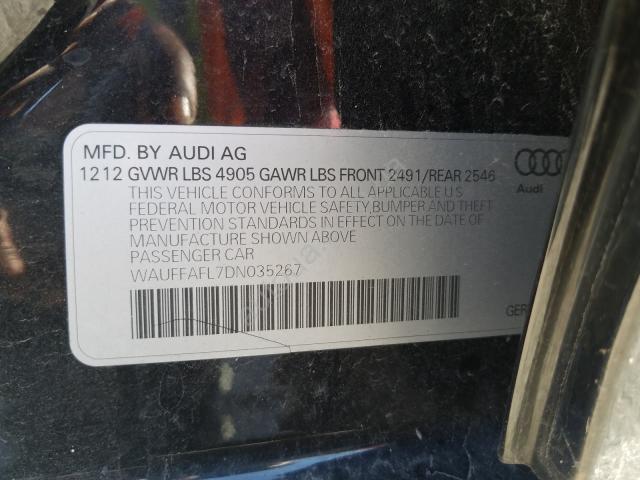 MFD. BY AUDI AG
1212 GVWR LBS 4905 GAWR LBS FRONT 2491/REAR 2546
THIS VEHICLE CONFORMS TO ALL APPLICABLE U.S
FEDERAL MOTOR VEHICLE SAFETY,BUMPER,AND THEFT
PREVENTION STANDARDS IN EFFECT ON THE DATE OF
MANUFACTURE SHOWN ABOVE
PASSENGER CAR
WAUFFAFL7DN035267
Audi
GER